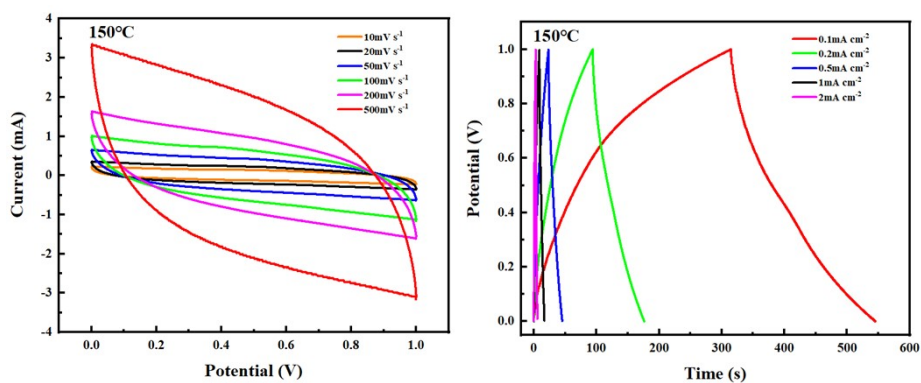 150°C
10mV s⁻¹
20mV s⁻¹
50mV s⁻¹
100mV s⁻¹
200mV s⁻¹
500mV s⁻¹
Current (mA)
4
3
2
1
0
-1
-2
-3
-4
0.0 0.2 0.4 0.6 0.8 1.0
Potential (V)
150°C
0.1mA cm⁻²
0.2mA cm⁻²
0.5mA cm⁻²
1mA cm⁻²
2mA cm⁻²
Potential (V)
1.0
0.8
0.6
0.4
0.2
0.0
0 100 200 300 400 500 600
Time (s)